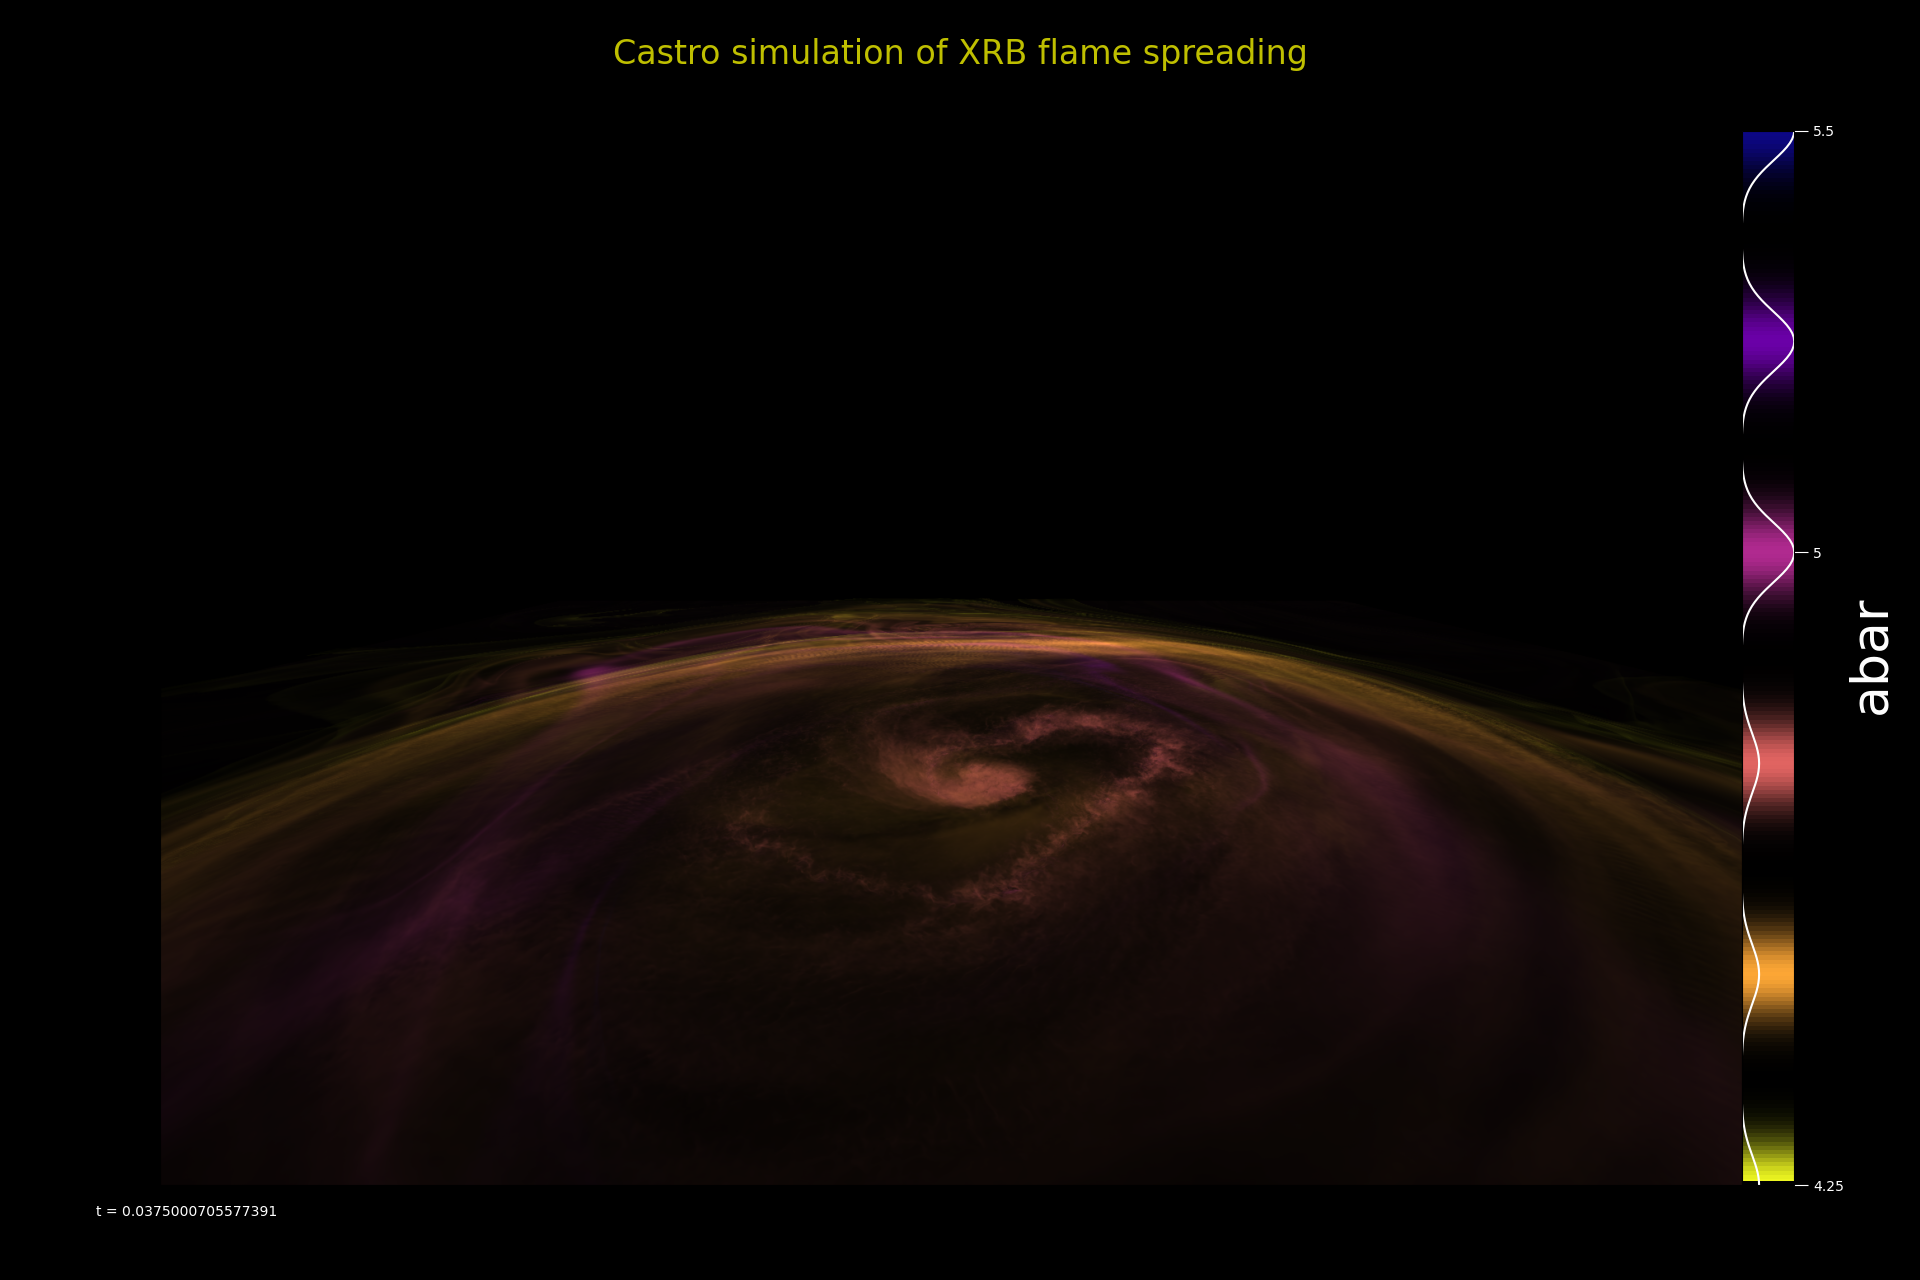 Castro simulation of XRB flame spreading
5.5
5
abar
4.25
t = 0.0375000705577391